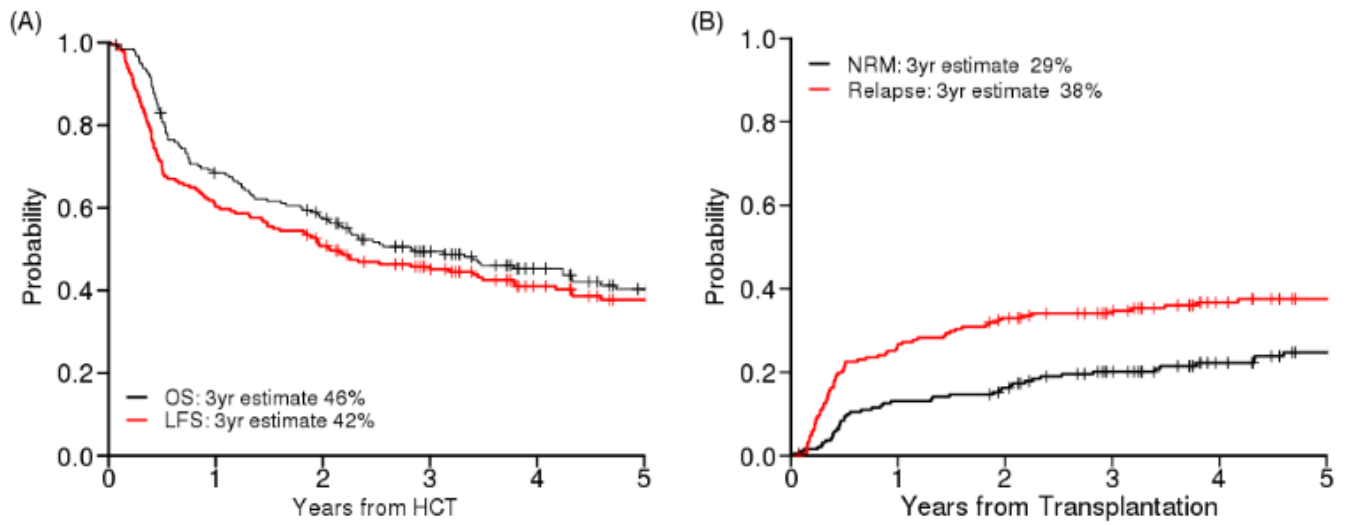 (A)
1.0
0.8
0.6
0.4
0.2
0.0
Probability
OS: 3yr estimate 46%
LFS: 3yr estimate 42%
0 1 2 3 4 5
Years from HCT
(B)
1.0
0.8
0.6
0.4
0.2
0.0
Probability
NRM: 3yr estimate 29%
Relapse: 3yr estimate 38%
0 1 2 3 4 5
Years from Transplantation